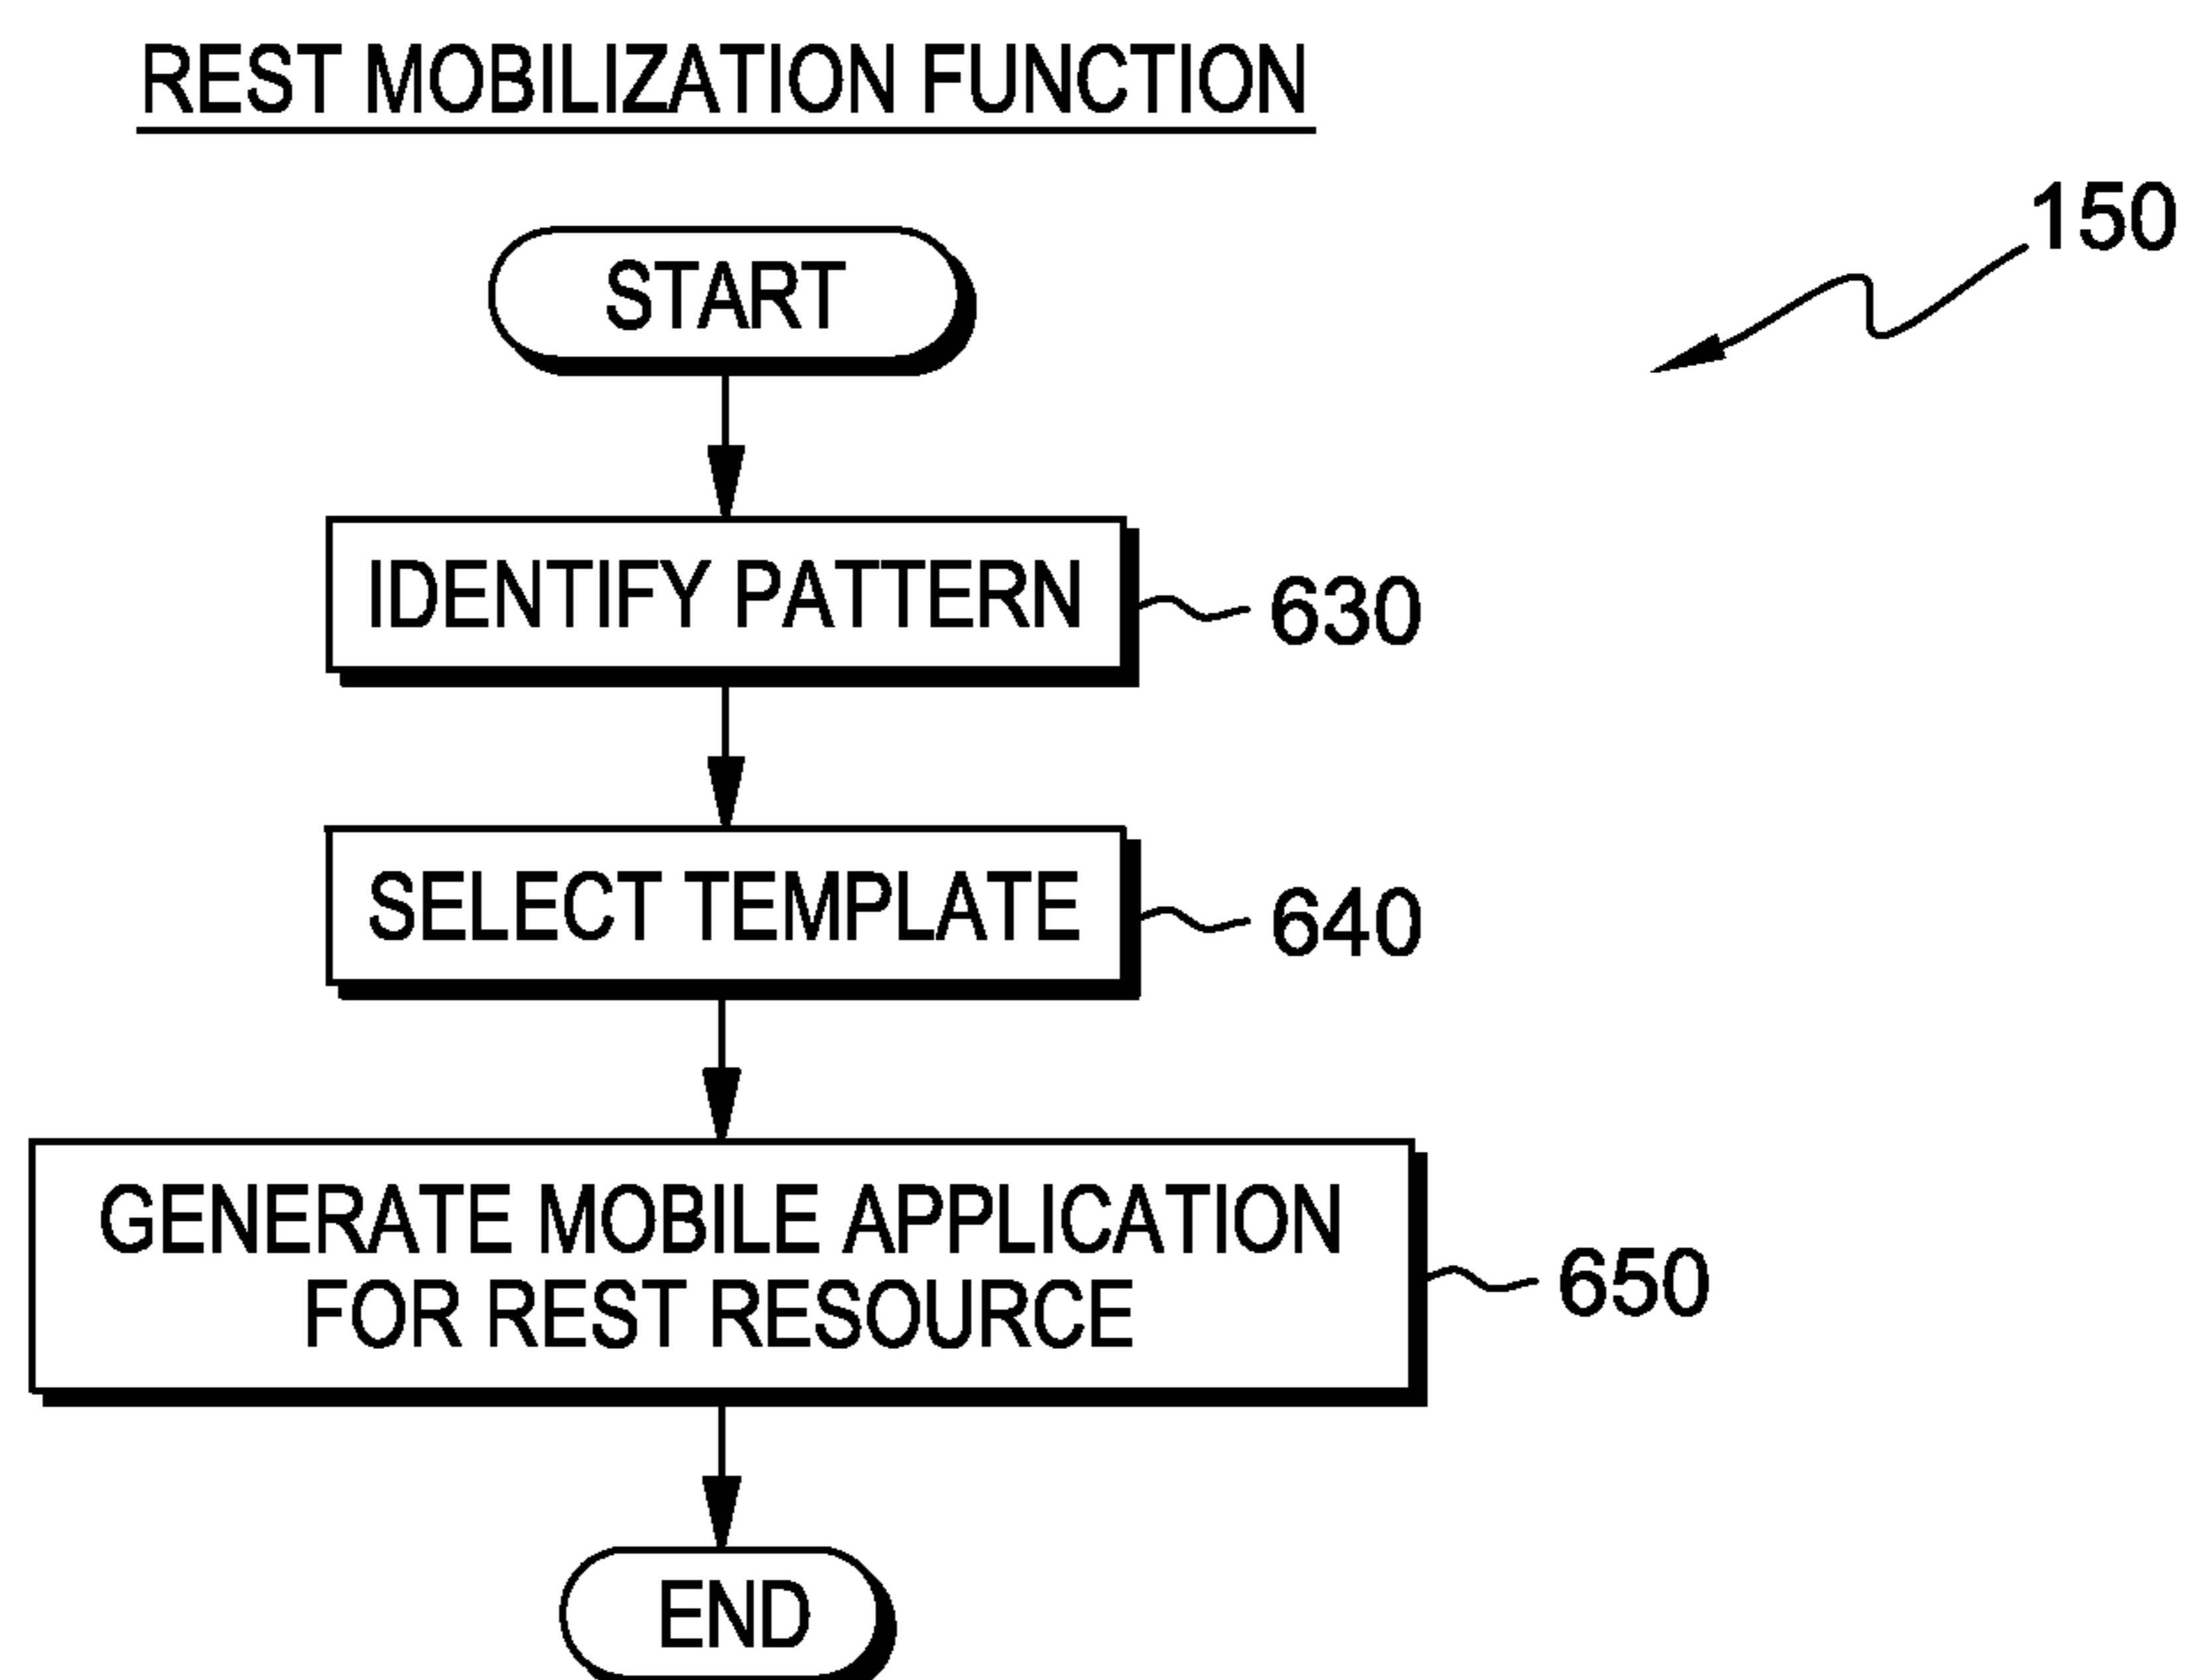 REST MOBILIZATION FUNCTION
150
START
IDENTIFY PATTERN
630
SELECT TEMPLATE
640
GENERATE MOBILE APPLICATION
FOR REST RESOURCE
650
END